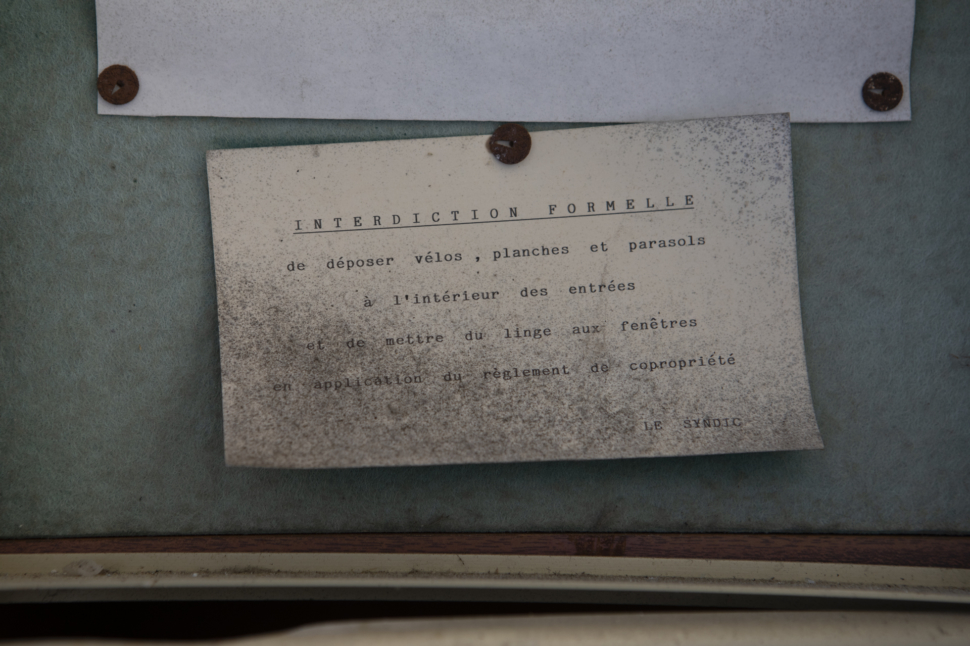 INTERDICTION FORMELLE
de déposer vélos , planches et parasols
à l'intérieur des entrées
et de mettre du linge aux fenêtres
en application du règlement de copropriété
LE SYNDIC